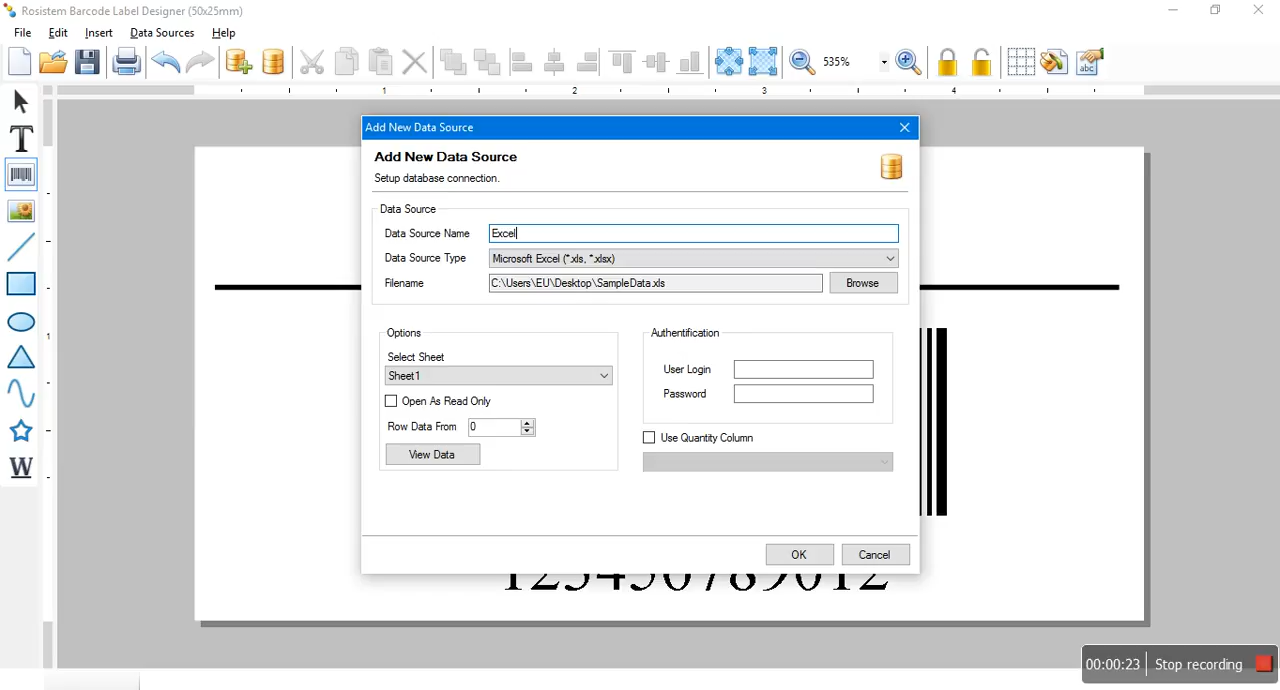 Rosistem Barcode Label Designer (50x25mm)
File Edit Insert Data Sources Help
535%
1 2 3 4
T
W
1
Add New Data Source
Add New Data Source
Setup database connection.
Data Source
Data Source Name Excel
Data Source Type Microsoft Excel (*.xls, *.xlsx)
Filename C:\Users\EU\Desktop\SampleData.xls Browse
Options
Select Sheet
Sheet1
Open As Read Only
Row Data From 0
View Data
Authentification
User Login
Password
Use Quantity Column
OK Cancel
123456789012
00:00:23 Stop recording